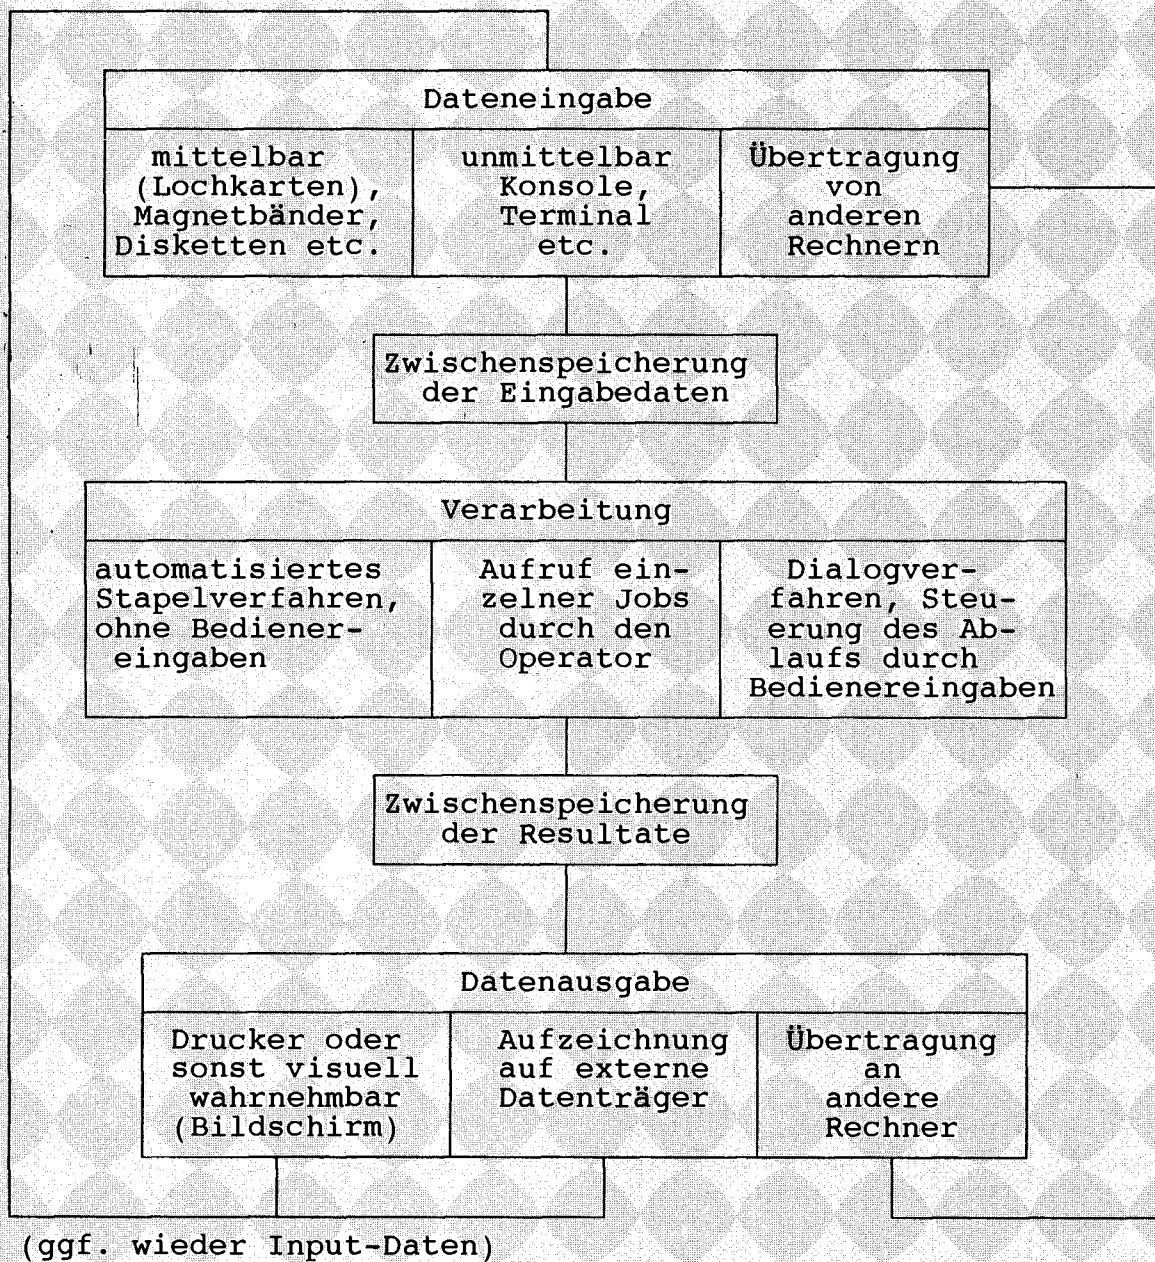 Dateneingabe
mittelbar
(Lochkarten),
Magnetbänder,
Disketten etc.
unmittelbar
Konsole,
Terminal
etc.
Übertragung
von
anderen
Rechnern
Zwischenspeicherung
der Eingabedaten
Verarbeitung
automatisiertes
Stapelverfahren,
ohne Bediener-
eingaben
Aufruf ein-
zelner Jobs
durch den
Operator
Dialogver-
fahren, Steu-
erung des Ab-
laufs durch
Bedienereingaben
Zwischenspeicherung
der Resultate
Datenausgabe
Drucker oder
sonst visuell
wahrnehmbar
(Bildschirm)
Aufzeichnung
auf externe
Datenträger
Übertragung
an
andere
Rechner
(ggf. wieder Input-Daten)